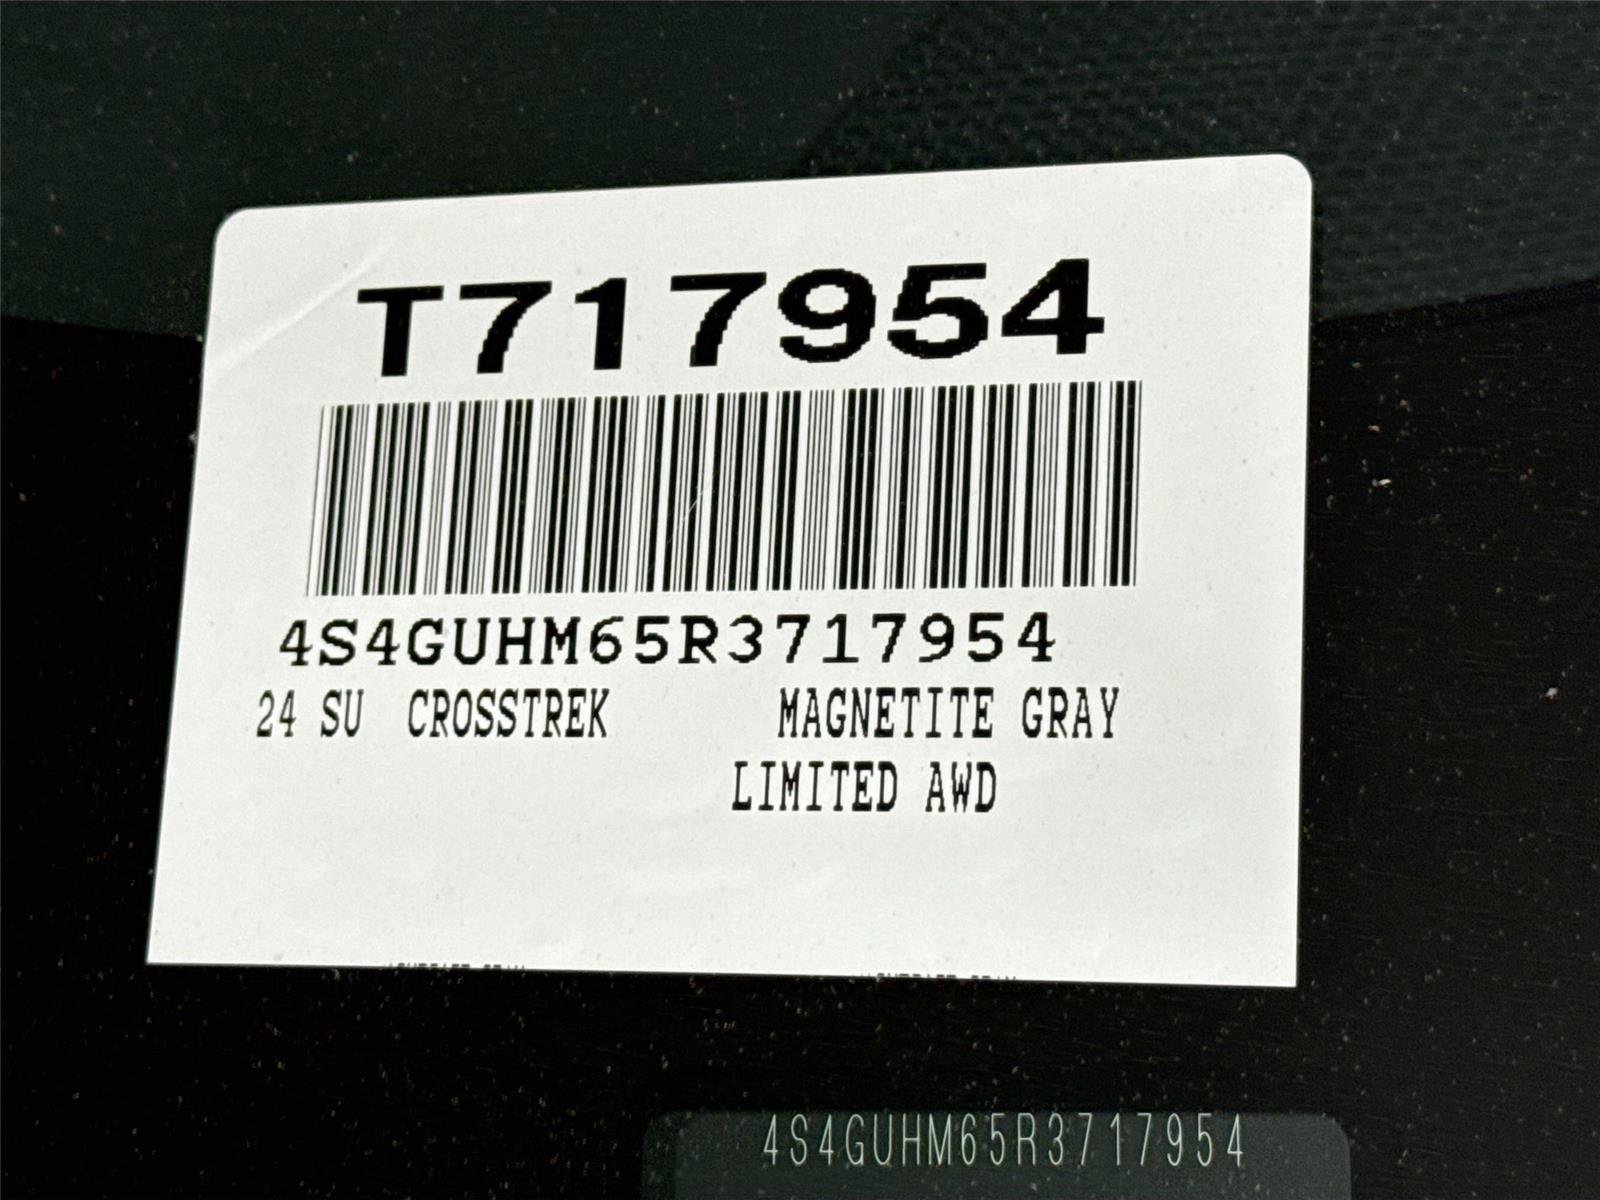 T717954
4S4GUHM65R3717954
24 SU CROSSTREK MAGNETITE GRAY
LIMITED AWD
4S4GUHM65R3717954